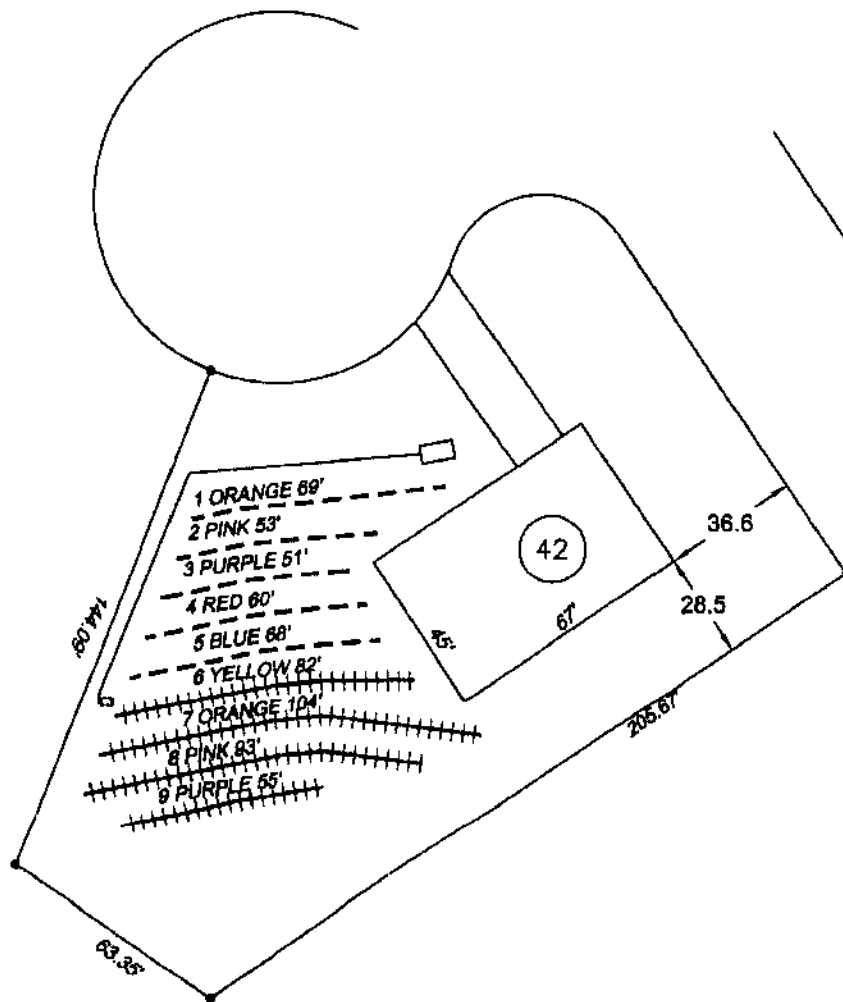 1 ORANGE 69'
2 PINK 53'
3 PURPLE 51'
4 RED 60'
5 BLUE 68'
6 YELLOW 82'
7 ORANGE 104'
8 PINK 93'
9 PURPLE 55'
42
36.6
28.5
67'
45'
144.09'
205.67'
63.35'